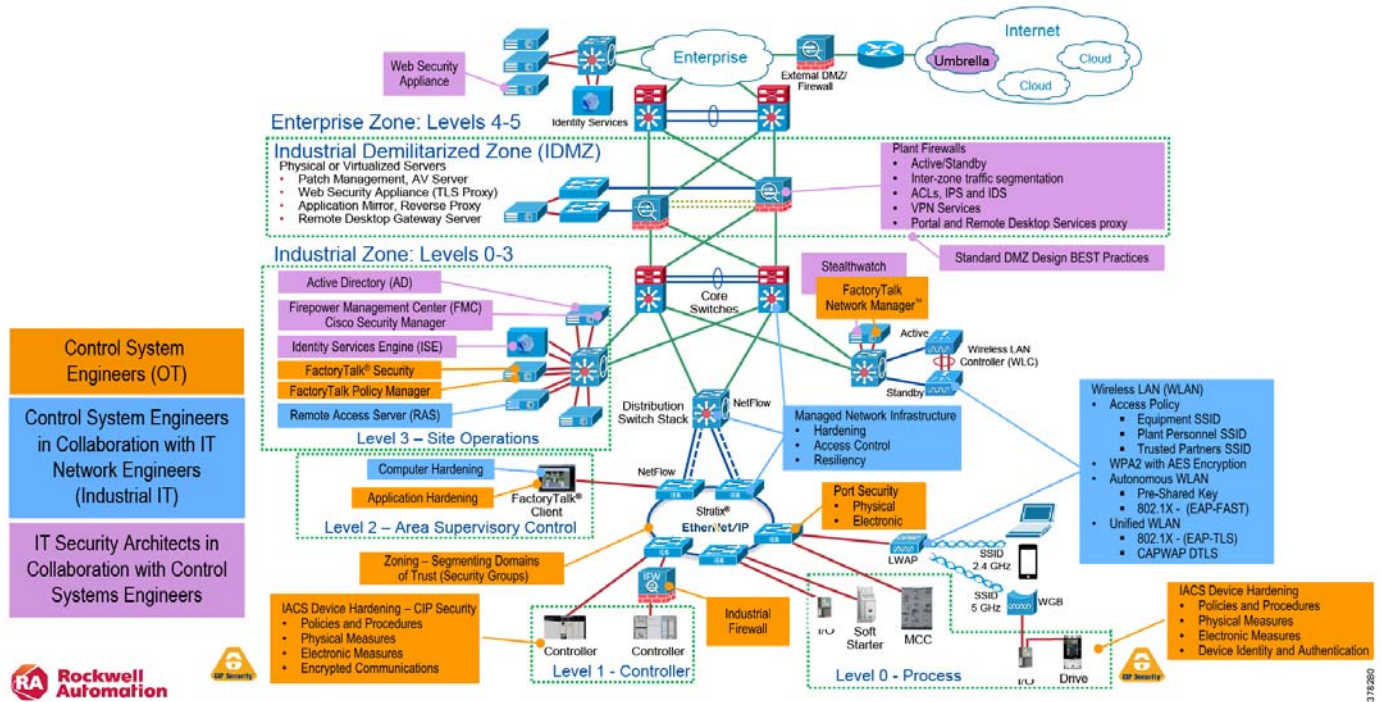 Internet
Umbrella
Cloud
Cloud
Enterprise
External DMZ/
Firewall
Web Security
Appliance
Identity Services
Enterprise Zone: Levels 4-5
Industrial Demilitarized Zone (IDMZ)
Physical or Virtualized Servers
• Patch Management, AV Server
• Web Security Appliance (TLS Proxy)
• Application Mirror, Reverse Proxy
• Remote Desktop Gateway Server
Plant Firewalls
• Active/Standby
• Inter-zone traffic segmentation
• ACLs, IPS and IDS
• VPN Services
• Portal and Remote Desktop Services proxy
Standard DMZ Design BEST Practices
Industrial Zone: Levels 0-3
Active Directory (AD)
Firepower Management Center (FMC)
Cisco Security Manager
Identity Services Engine (ISE)
FactoryTalk® Security
FactoryTalk Policy Manager
Remote Access Server (RAS)
Level 3 – Site Operations
Core
Switches
Stealthwatch
FactoryTalk
Network Manager™
Active
Wireless LAN
Controller (WLC)
Standby
Distribution
Switch Stack
NetFlow
Managed Network Infrastructure
• Hardening
• Access Control
• Resiliency
Wireless LAN (WLAN)
• Access Policy
▪ Equipment SSID
▪ Plant Personnel SSID
▪ Trusted Partners SSID
• WPA2 with AES Encryption
• Autonomous WLAN
▪ Pre-Shared Key
▪ 802.1X - (EAP-FAST)
• Unified WLAN
▪ 802.1X - (EAP-TLS)
▪ CAPWAP DTLS
Control System
Engineers (OT)
Control System Engineers
in Collaboration with IT
Network Engineers
(Industrial IT)
IT Security Architects in
Collaboration with Control
Systems Engineers
Computer Hardening
Application Hardening
FactoryTalk®
Client
Level 2 – Area Supervisory Control
NetFlow
Stratix®
EtherNet/IP
IE5
IE5
IE5
IE5
IE5
Port Security
• Physical
• Electronic
LWAP
SSID
2.4 GHz
SSID
5 GHz
WGB
Zoning – Segmenting Domains
of Trust (Security Groups)
IFW
Industrial
Firewall
IACS Device Hardening – CIP Security
• Policies and Procedures
• Physical Measures
• Electronic Measures
• Encrypted Communications
Controller
Controller
Level 1 - Controller
I/O
Soft
Starter
MCC
Level 0 - Process
I/O
Drive
IACS Device Hardening
• Policies and Procedures
• Physical Measures
• Electronic Measures
• Device Identity and Authentication
CIP Security
CIP Security
RA
Rockwell
Automation
378280